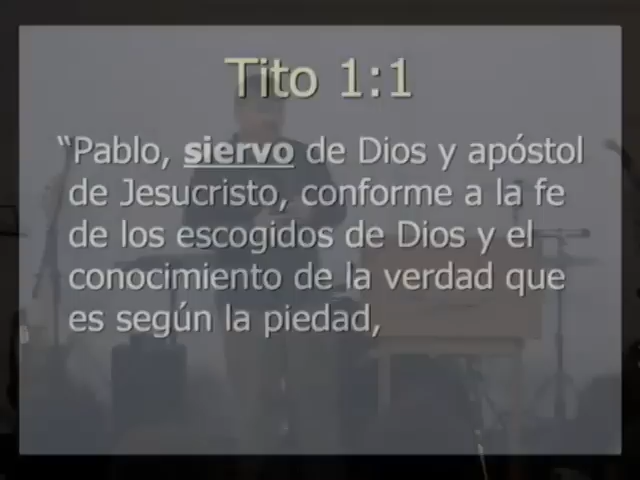 Tito 1:1
“Pablo, siervo de Dios y apóstol
de Jesucristo, conforme a la fe
de los escogidos de Dios y el
conocimiento de la verdad que
es según la piedad,